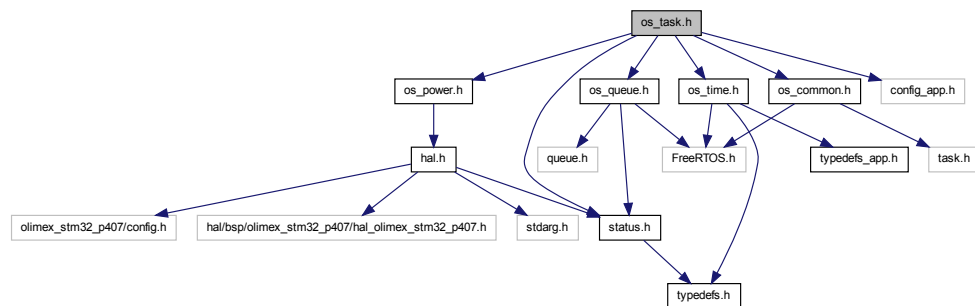 os_task.h
os_power.h
os_queue.h
os_time.h
os_common.h
config_app.h
hal.h
queue.h
FreeRTOS.h
typedefs_app.h
task.h
olimex_stm32_p407/config.h
hal/bsp/olimex_stm32_p407/hal_olimex_stm32_p407.h
stdarg.h
status.h
typedefs.h